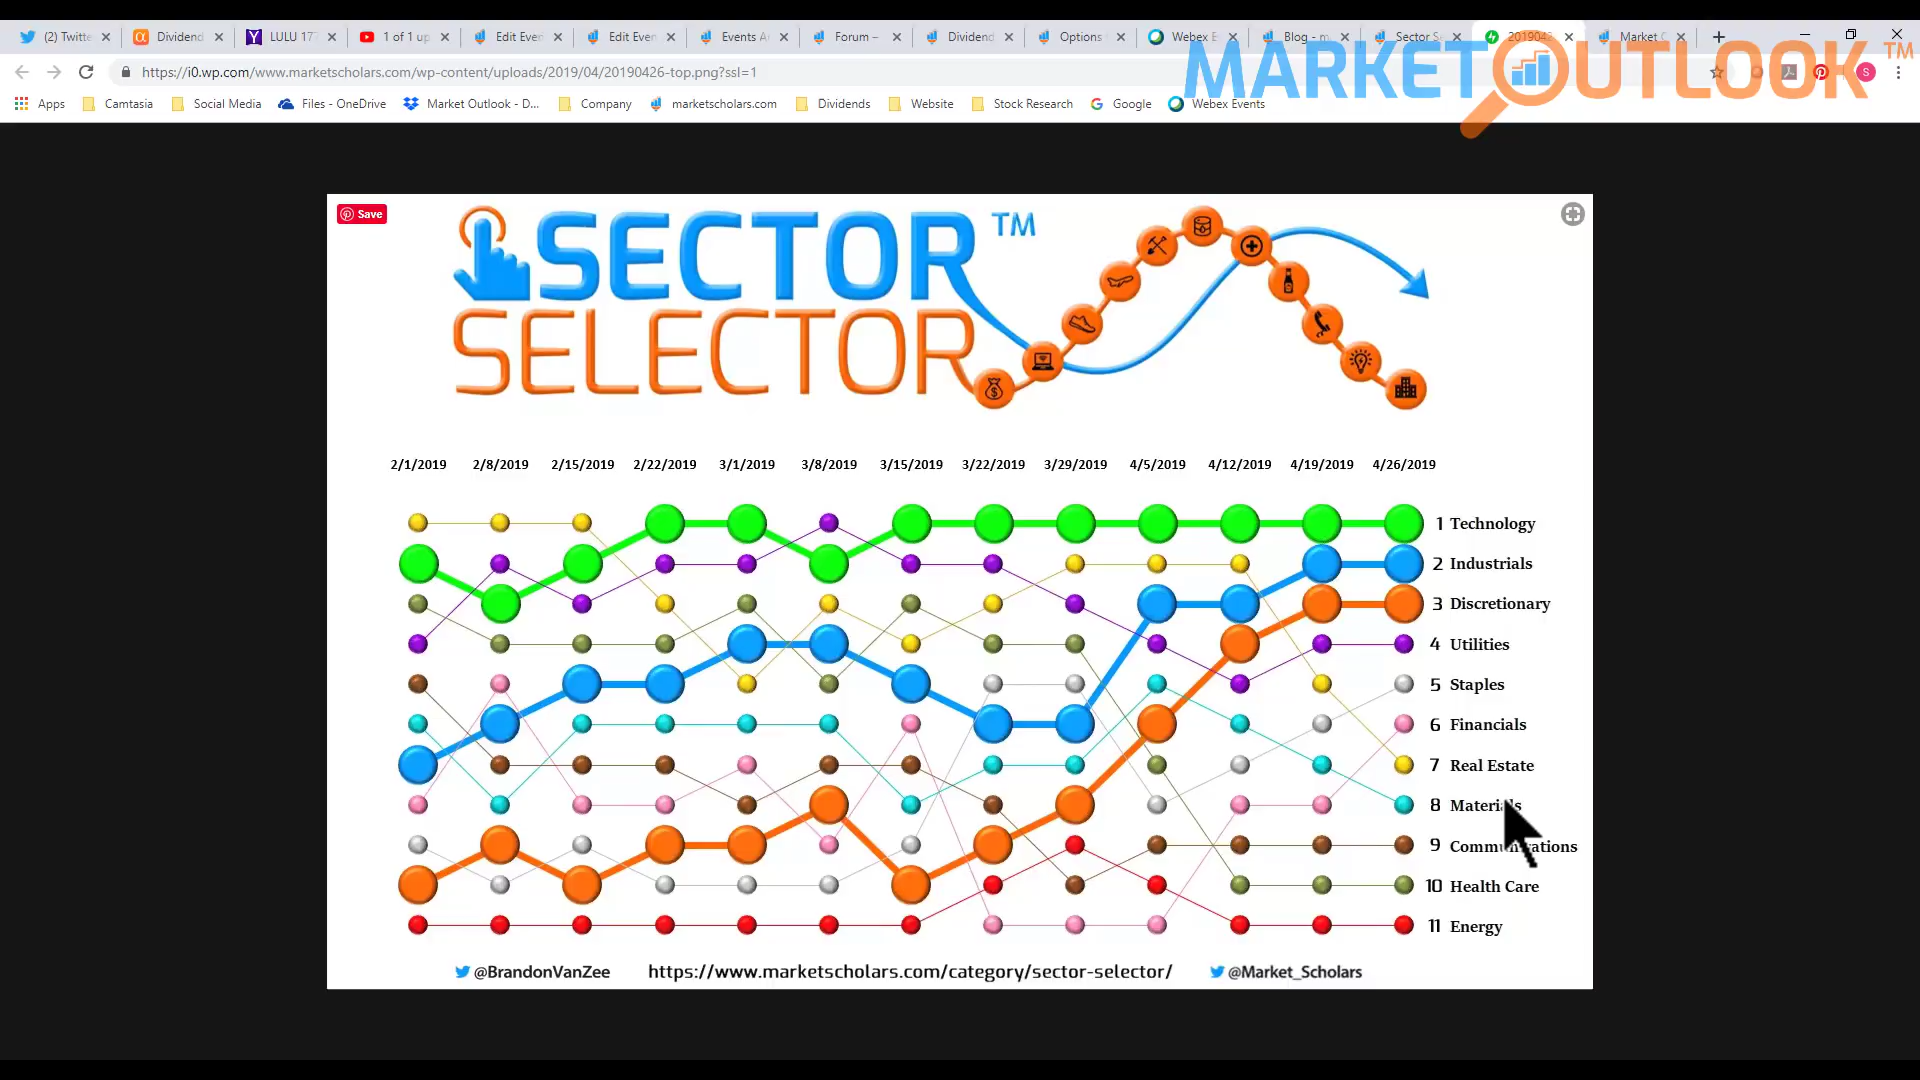 (2) Twitte
Dividend
LULU 177
1 of 1 up
Edit Even
Edit Even
Events A
Forum –
Dividend
Options
Webex E
Blog - m
Sector Se
2019042
Market O
https://i0.wp.com/www.marketscholars.com/wp-content/uploads/2019/04/20190426-top.png?ssl=1
MARKET OUTLOOK TM
Apps
Camtasia
Social Media
Files - OneDrive
Market Outlook - D...
Company
marketscholars.com
Dividends
Website
Stock Research
Google
Webex Events
Save
SECTOR TM
SELECTOR
2/1/2019 2/8/2019 2/15/2019 2/22/2019 3/1/2019 3/8/2019 3/15/2019 3/22/2019 3/29/2019 4/5/2019 4/12/2019 4/19/2019 4/26/2019
1 Technology
2 Industrials
3 Discretionary
4 Utilities
5 Staples
6 Financials
7 Real Estate
8 Materials
9 Communications
10 Health Care
11 Energy
@BrandonVanZee https://www.marketscholars.com/category/sector-selector/ @Market_Scholars